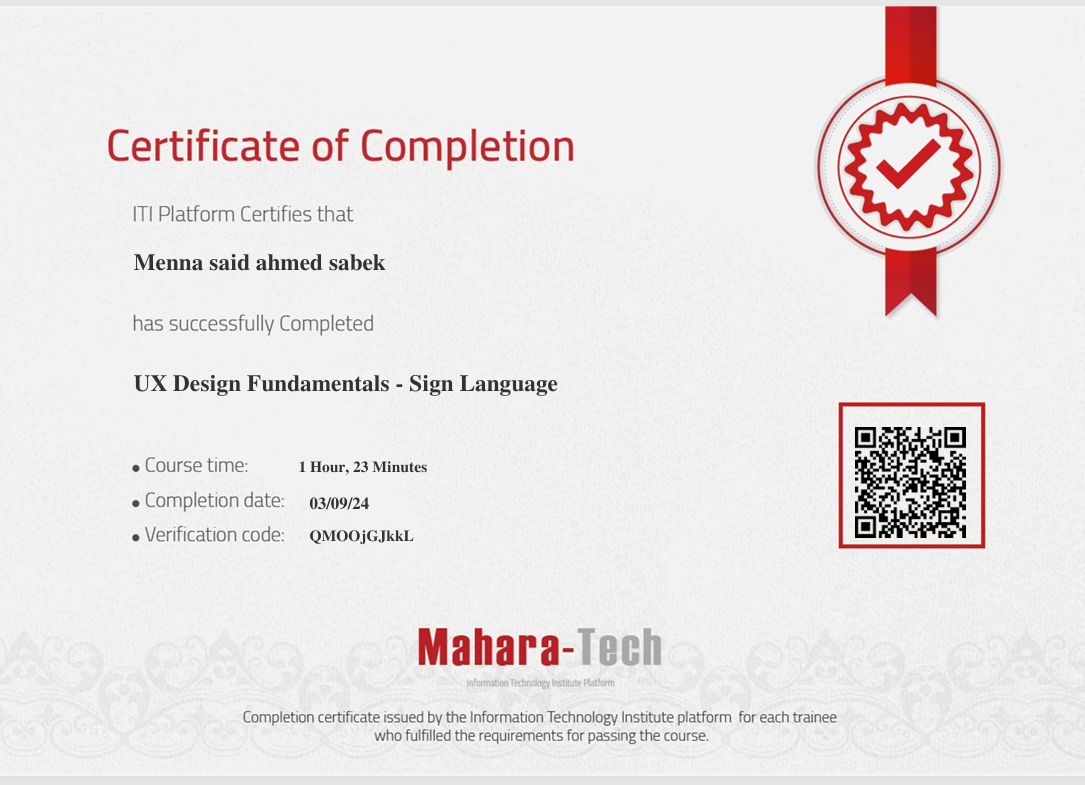 Certificate of Completion
ITI Platform Certifies that
Menna said ahmed sabek
has successfully Completed
UX Design Fundamentals - Sign Language
Course time: 1 Hour, 23 Minutes
Completion date: 03/09/24
Verification code: QMOOjGJkkL
Mahara-Tech
Information Technology Institute Platform
Completion certificate issued by the Information Technology Institute platform for each trainee
who fulfilled the requirements for passing the course.